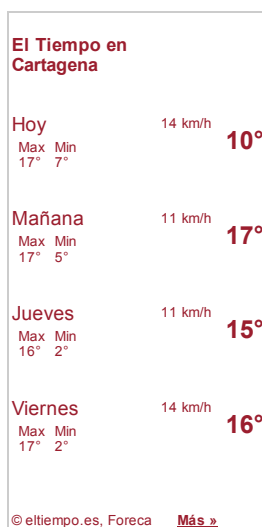 El Tiempo en
Cartagena
Hoy 14 km/h 10°
Max Min
17° 7°
Mañana 11 km/h 17°
Max Min
17° 5°
Jueves 11 km/h 15°
Max Min
16° 2°
Viernes 14 km/h 16°
Max Min
17° 2°
© eltiempo.es, Foreca Más »